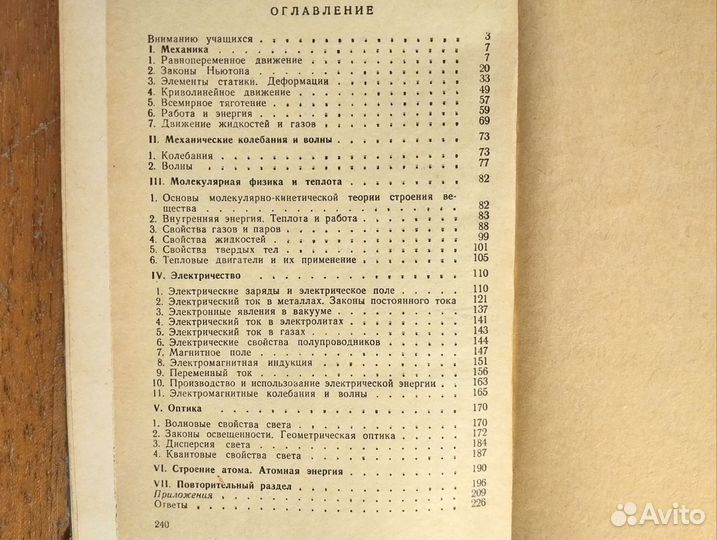 ОГЛАВЛЕНИЕ
Вниманию учащихся . . . . . . . . . . . . . . 3
I. Механика . . . . . . . . . . . . . . . . 7
1. Равнопеременное движение . . . . . . . . . . 7
2. Законы Ньютона . . . . . . . . . . . . . 20
3. Элементы статики. Деформации . . . . . . . . 33
4. Криволинейное движение . . . . . . . . . . 49
5. Всемирное тяготение . . . . . . . . . . . 57
6. Работа и энергия . . . . . . . . . . . . 59
7. Движение жидкостей и газов . . . . . . . . . 69
II. Механические колебания и волны . . . . . . . . 73
1. Колебания . . . . . . . . . . . . . . 73
2. Волны . . . . . . . . . . . . . . . 77
III. Молекулярная физика и теплота . . . . . . . . 82
1. Основы молекулярно-кинетической теории строения ве-
щества . . . . . . . . . . . . . . . 82
2. Внутренняя энергия. Теплота и работа . . . . . . 83
3. Свойства газов и паров . . . . . . . . . . 88
4. Свойства жидкостей . . . . . . . . . . . 99
5. Свойства твердых тел . . . . . . . . . . . 101
6. Тепловые двигатели и их применение . . . . . . 105
IV. Электричество . . . . . . . . . . . . . 110
1. Электрические заряды и электрическое поле . . . . 110
2. Электрический ток в металлах. Законы постоянного тока 121
3. Электронные явления в вакууме . . . . . . . . 137
4. Электрический ток в электролитах . . . . . . . 141
5. Электрический ток в газах . . . . . . . . . 143
6. Электрические свойства полупроводников . . . . . 144
7. Магнитное поле . . . . . . . . . . . . . 147
8. Электромагнитная индукция . . . . . . . . . 151
9. Переменный ток . . . . . . . . . . . . . 156
10. Производство и использование электрической энергии . . 163
11. Электромагнитные колебания и волны . . . . . . 165
V. Оптика . . . . . . . . . . . . . . . . 170
1. Волновые свойства света . . . . . . . . . . 170
2. Законы освещенности. Геометрическая оптика . . . . 172
3. Дисперсия света . . . . . . . . . . . . 184
4. Квантовые свойства света . . . . . . . . . 187
VI. Строение атома. Атомная энергия . . . . . . . . 190
VII. Повторительный раздел . . . . . . . . . . 196
Приложения . . . . . . . . . . . . . . . 209
Ответы . . . . . . . . . . . . . . . . 226
240
Avito